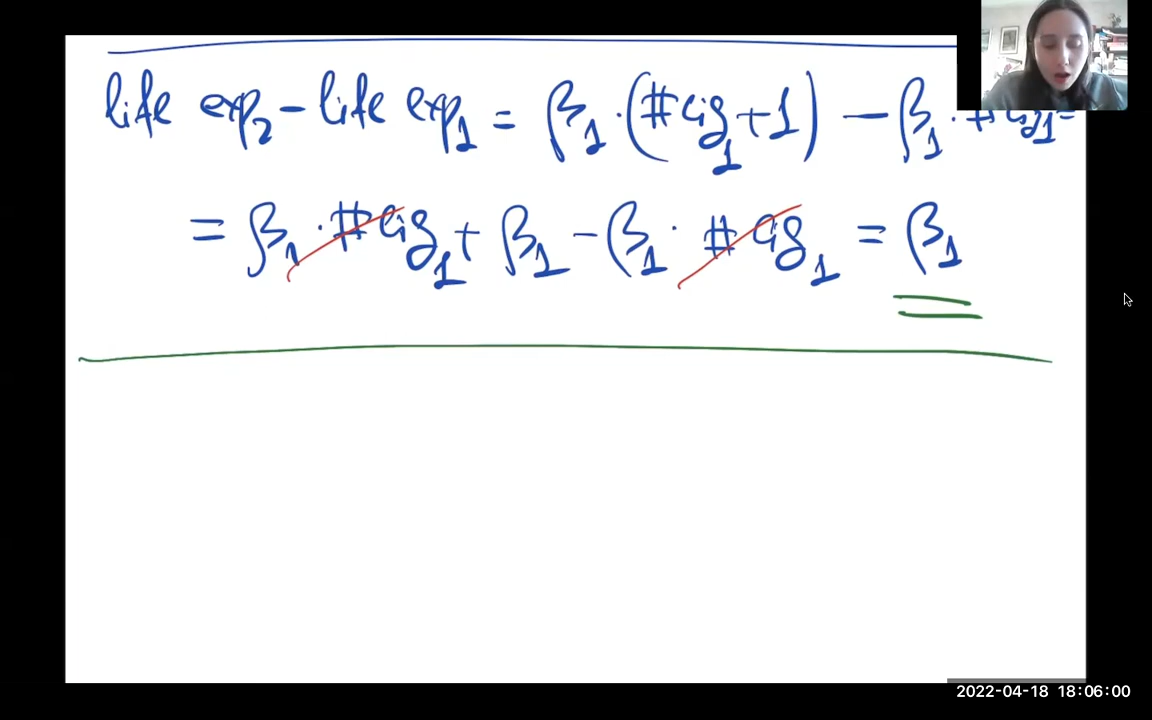 life exp₂ - life exp₁ = β₁ · (#cig₁ + 1) - β₁ · #cig₁ =
= β₁ · #cig₁ + β₁ - β₁ · #cig₁ = β₁
2022-04-18 18:06:00